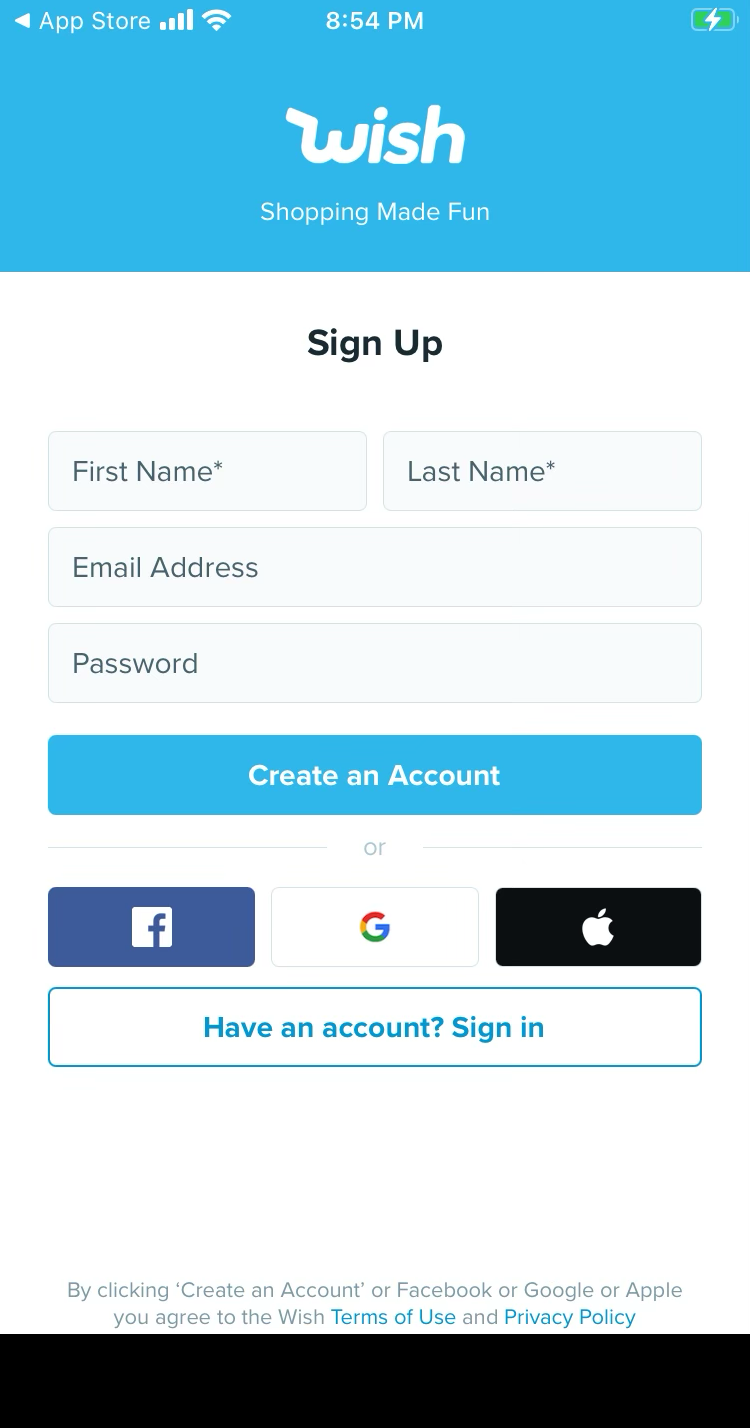 App Store 8:54 PM
wish
Shopping Made Fun
Sign Up
First Name* Last Name*
Email Address
Password
Create an Account
or
Have an account? Sign in
By clicking ‘Create an Account’ or Facebook or Google or Apple
you agree to the Wish Terms of Use and Privacy Policy